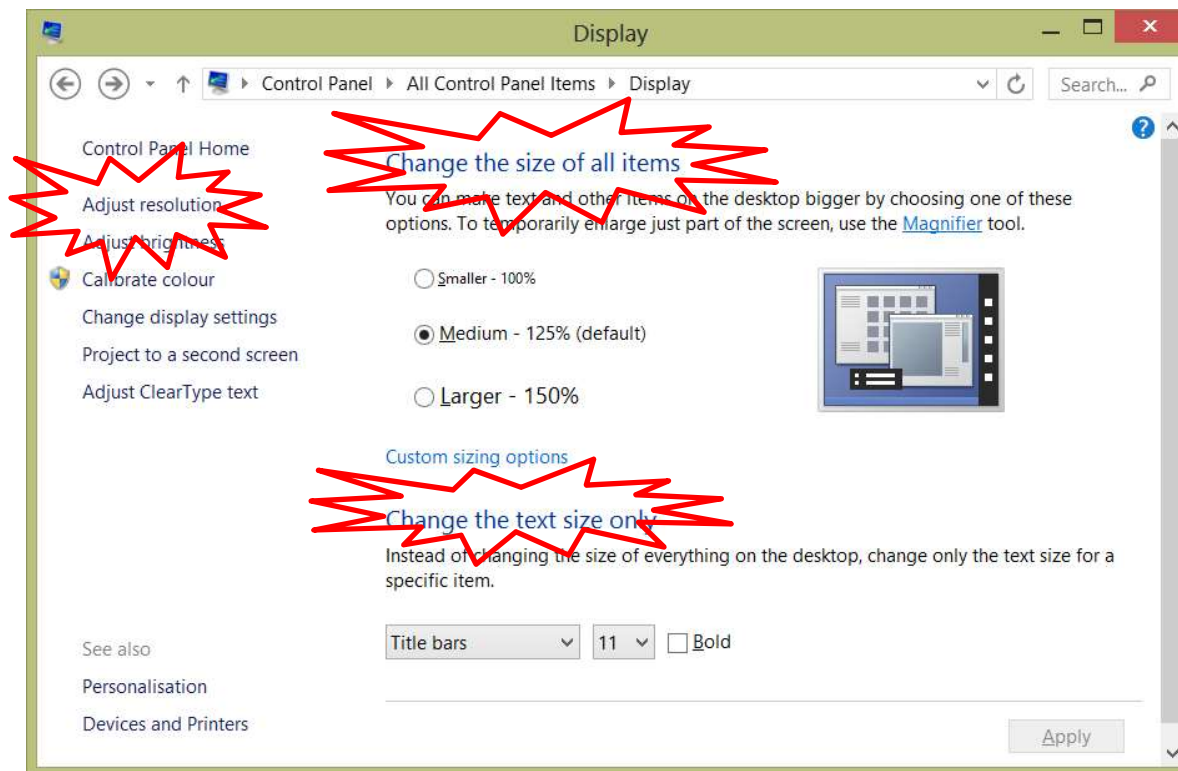 Display
Control Panel All Control Panel Items Display
Search...
Control Panel Home
Adjust resolution
Adjust brightness
Calibrate colour
Change display settings
Project to a second screen
Adjust ClearType text
See also
Personalisation
Devices and Printers
Change the size of all items
You can make text and other items on the desktop bigger by choosing one of these
options. To temporarily enlarge just part of the screen, use the Magnifier tool.
Smaller - 100%
Medium - 125% (default)
Larger - 150%
Custom sizing options
Change the text size only
Instead of changing the size of everything on the desktop, change only the text size for a
specific item.
Title bars 11 Bold
Apply